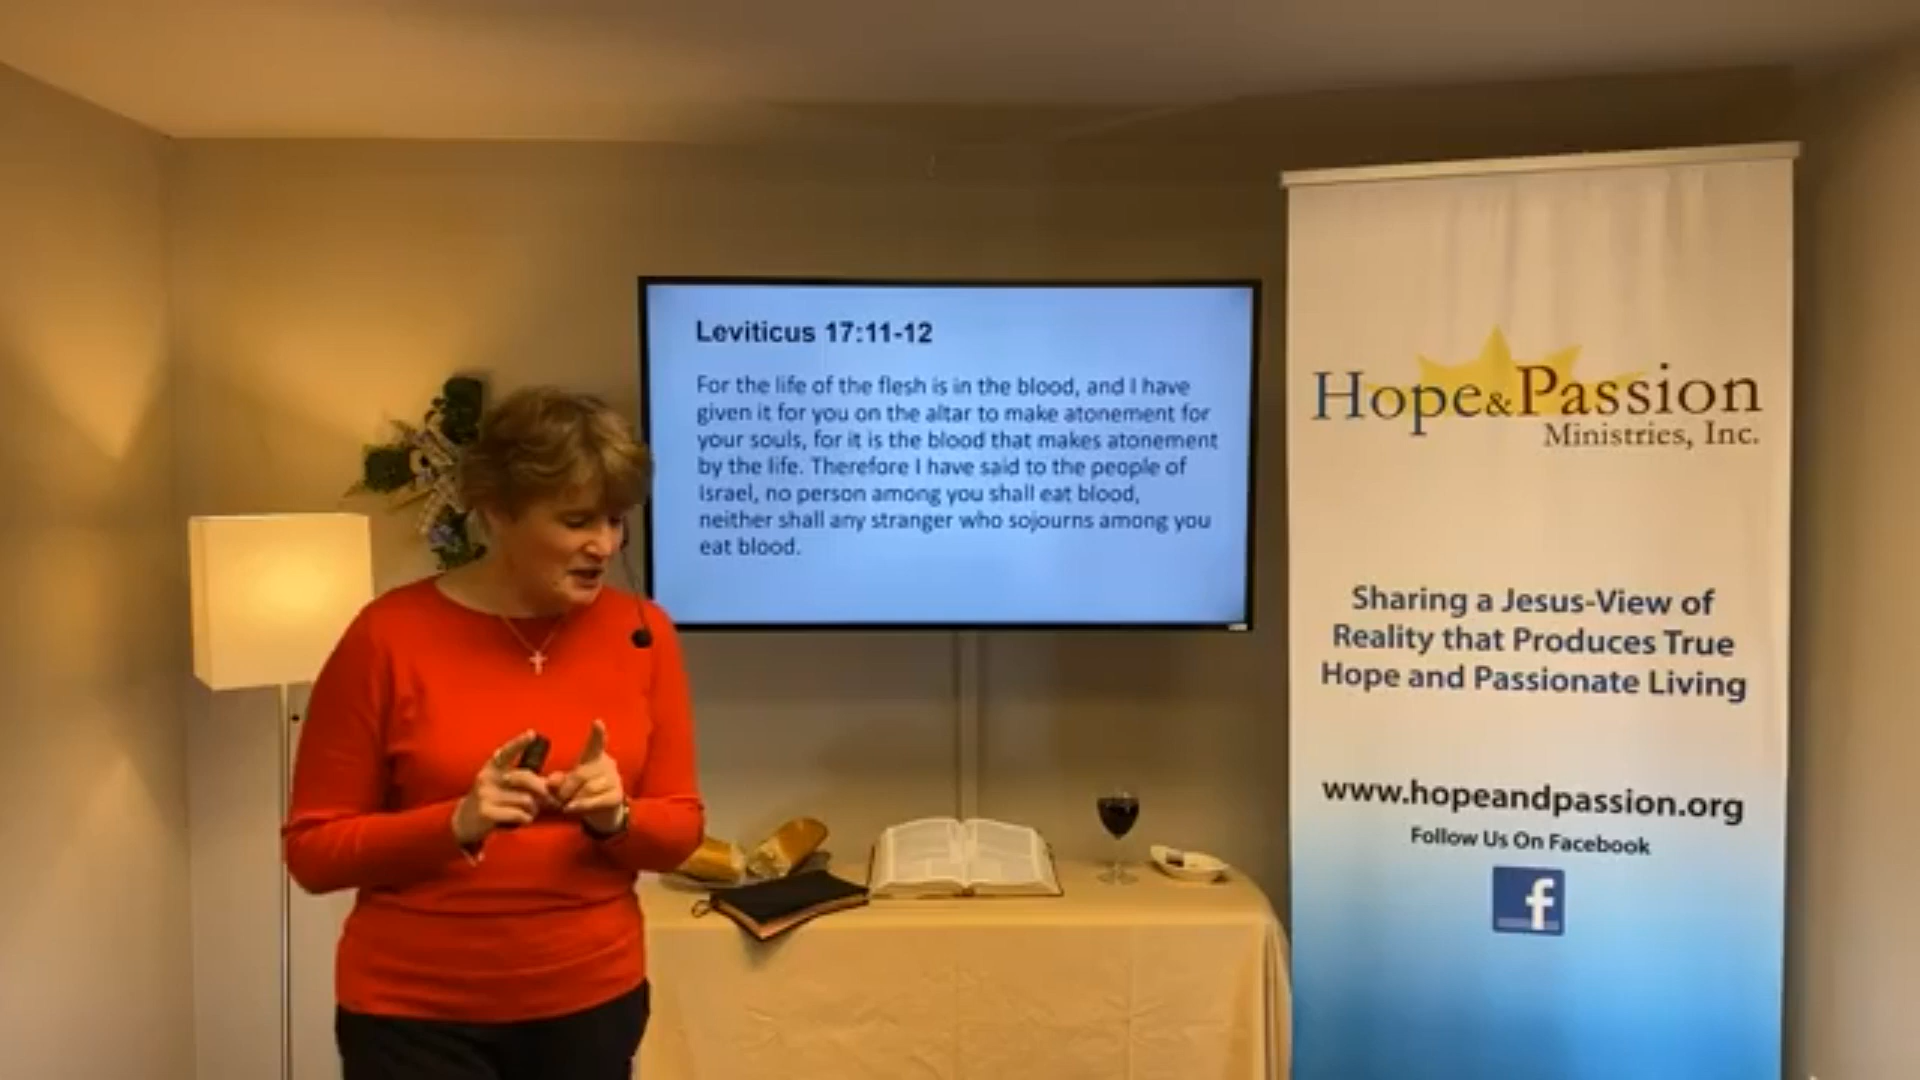 Leviticus 17:11-12
For the life of the flesh is in the blood, and I have
given it for you on the altar to make atonement for
your souls, for it is the blood that makes atonement
by the life. Therefore I have said to the people of
Israel, no person among you shall eat blood,
neither shall any stranger who sojourns among you
eat blood.
Hope&Passion
Ministries, Inc.
Sharing a Jesus-View of
Reality that Produces True
Hope and Passionate Living
www.hopeandpassion.org
Follow Us On Facebook
f